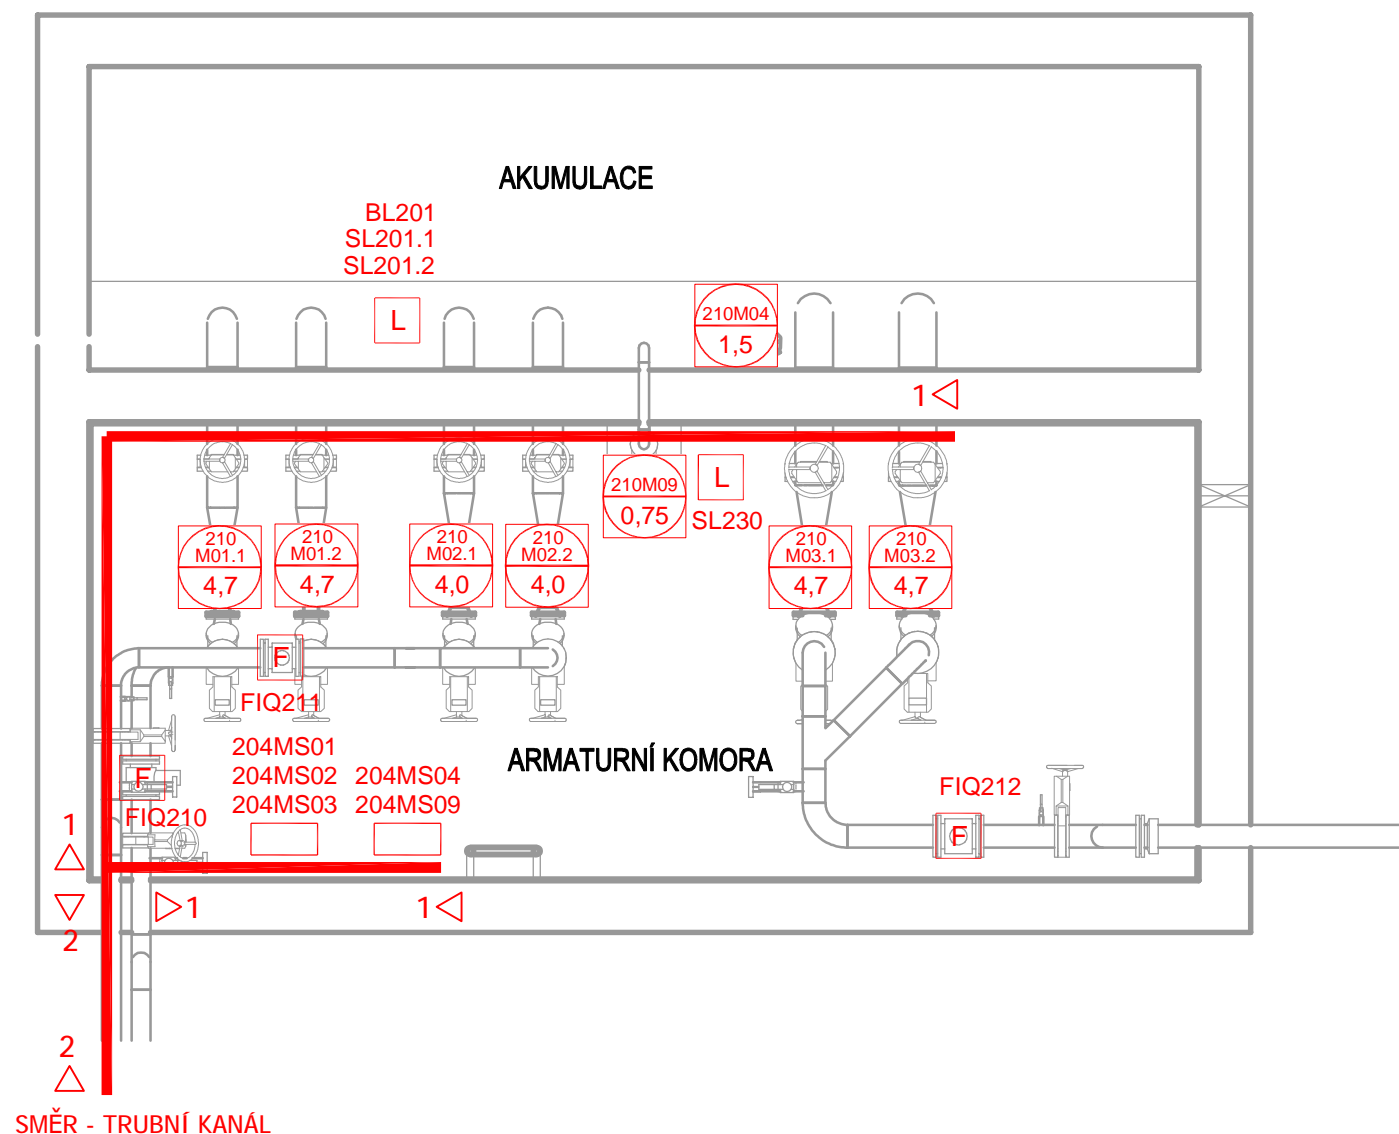 AKUMULACE
BL201
SL201.1
SL201.2
L
210M04
1,5
1
210M09
0,75
L
SL230
210
M01.1
4,7
210
M01.2
4,7
210
M02.1
4,0
210
M02.2
4,0
210
M03.1
4,7
210
M03.2
4,7
F
FIQ211
204MS01
204MS02
204MS03
204MS04
204MS09
ARMATURNÍ KOMORA
F
FIQ210
FIQ212
F
1
2
1
1
2
SMĚR - TRUBNÍ KANÁL